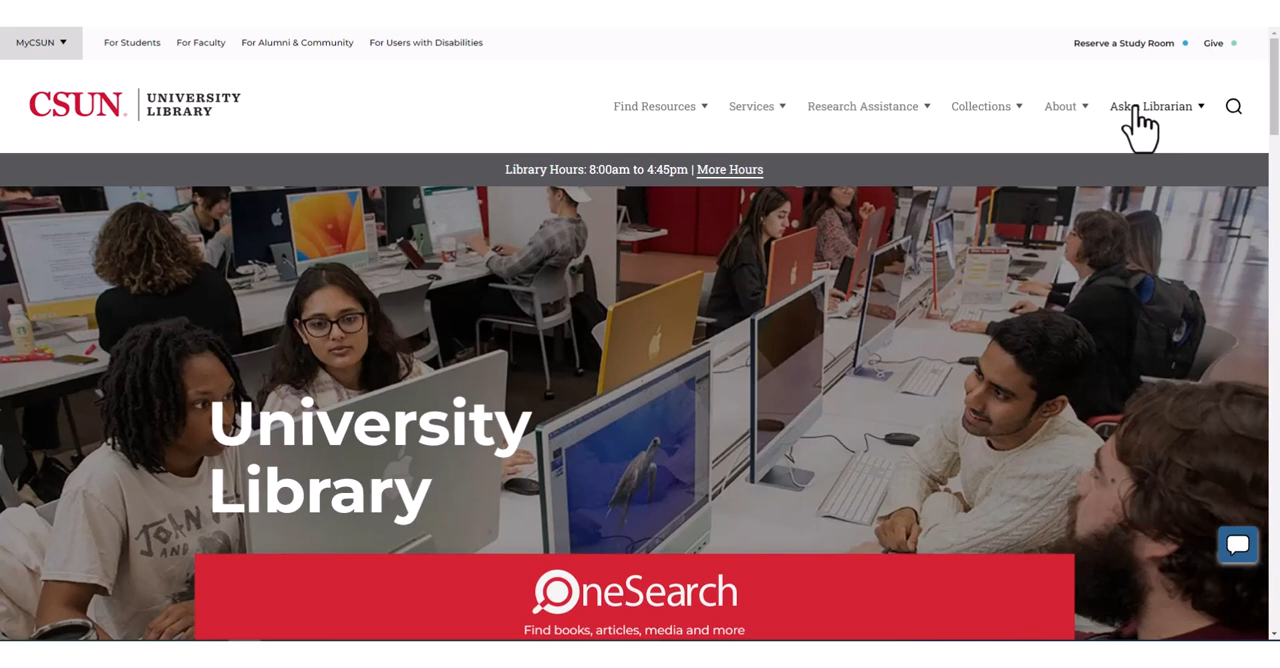 MyCSUN For Students For Faculty For Alumni & Community For Users with Disabilities Reserve a Study Room Give
CSUN. UNIVERSITY LIBRARY
Find Resources Services Research Assistance Collections About Ask Librarian
Library Hours: 8:00am to 4:45pm | More Hours
University
Library
JOHN
AND
OneSearch
Find books, articles, media and more